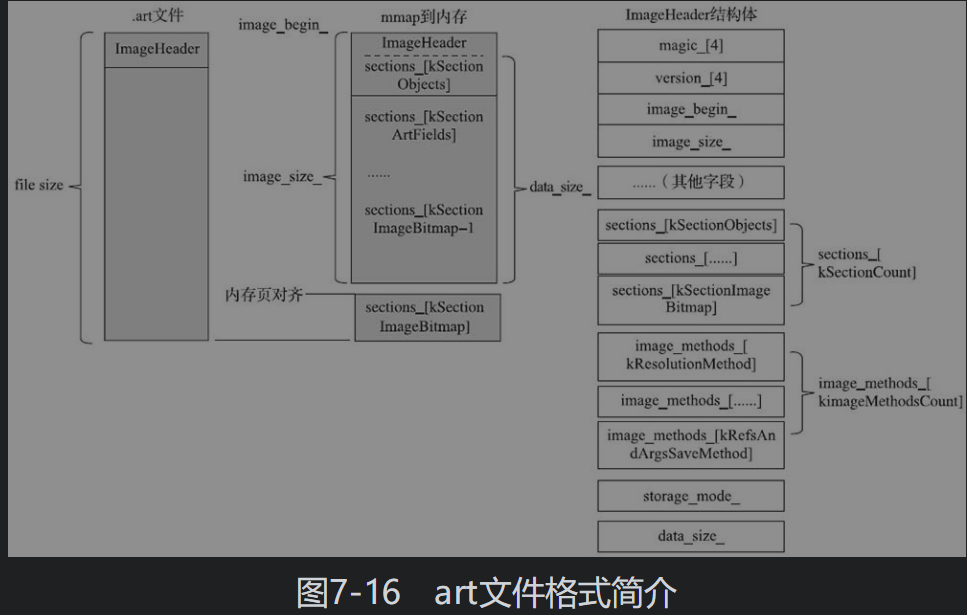 .art文件
ImageHeader
file size
image_begin_
mmap到内存
ImageHeader
sections_[kSection
Objects]
sections_[kSection
ArtFields]
......
sections_[kSection
ImageBitmap-1
image_size_
data_size_
内存页对齐
sections_[kSection
ImageBitmap]
ImageHeader结构体
magic_[4]
version_[4]
image_begin_
image_size_
......（其他字段）
sections_[kSectionObjects]
sections_[......]
sections_[kSectionImage
Bitmap]
sections_[
kSectionCount]
image_methods_[
kResolutionMethod]
image_methods_[......]
image_methods_[kRefsAn
dArgsSaveMethod]
image_methods_[
kimageMethodsCount]
storage_mode_
data_size_
图7-16 art文件格式简介